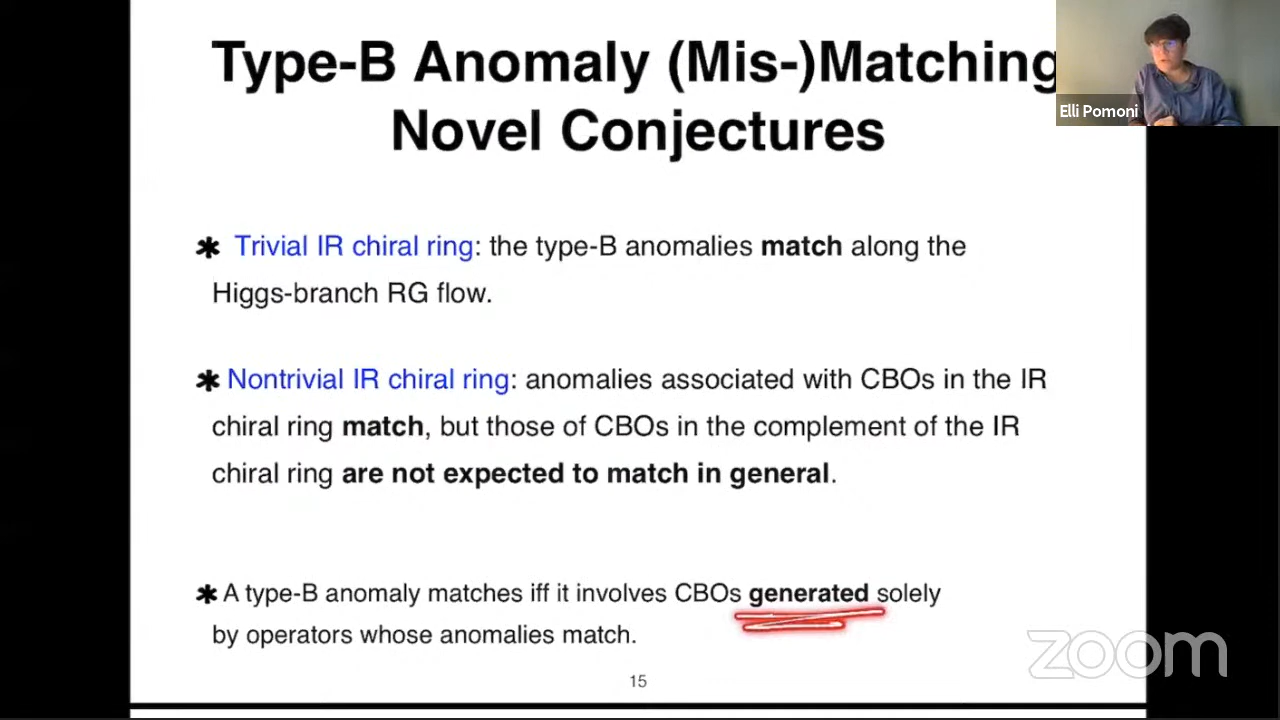 Type-B Anomaly (Mis-)Matching
Novel Conjectures
Elli Pomoni
✱ Trivial IR chiral ring: the type-B anomalies match along the
Higgs-branch RG flow.
✱ Nontrivial IR chiral ring: anomalies associated with CBOs in the IR
chiral ring match, but those of CBOs in the complement of the IR
chiral ring are not expected to match in general.
✱ A type-B anomaly matches iff it involves CBOs generated solely
by operators whose anomalies match.
15
zoom